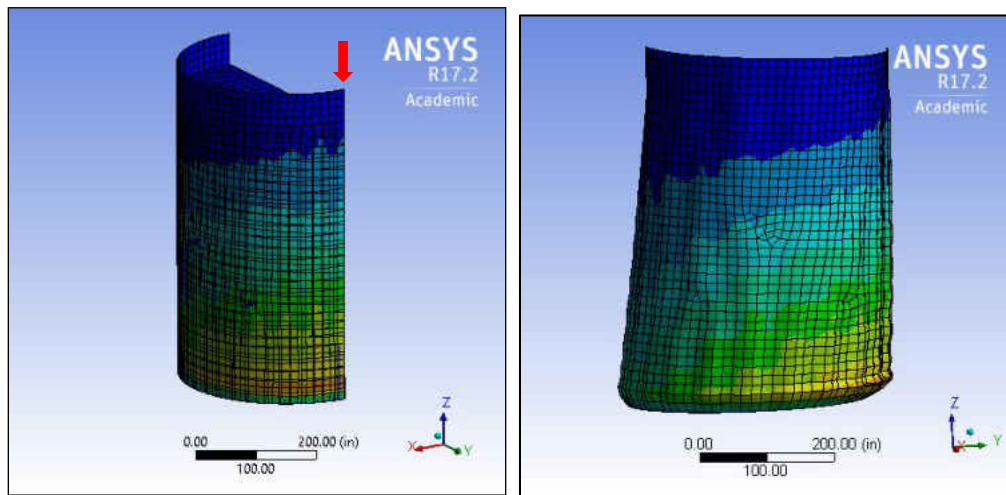 ANSYS
R17.2
Academic
Z
X
Y
0.00 200.00 (in)
100.00
ANSYS
R17.2
Academic
Z
X
Y
0.00 200.00 (in)
100.00